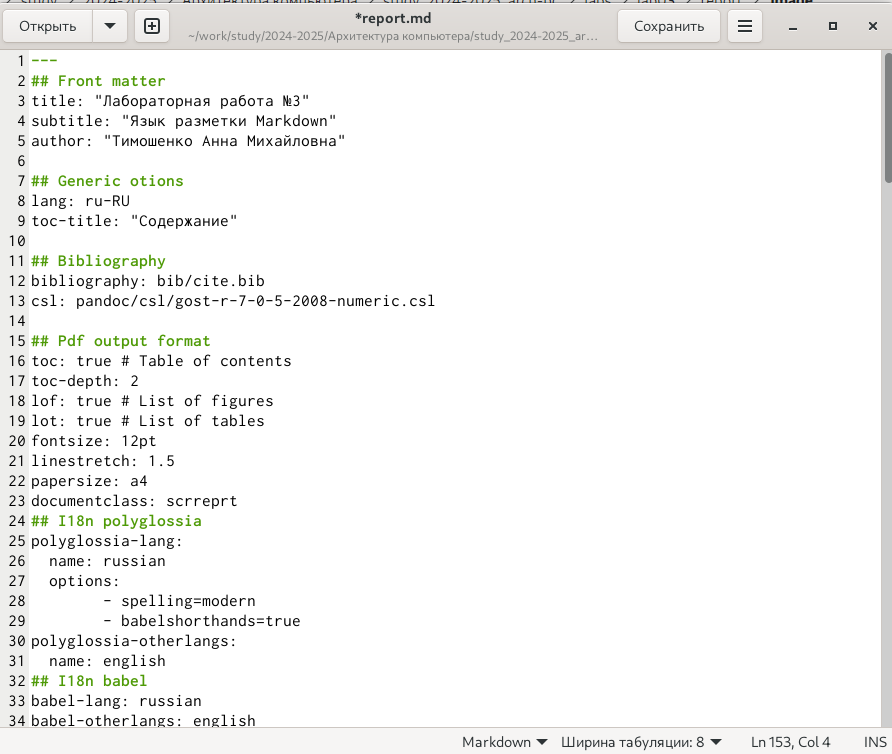 Открыть
*report.md
~/work/study/2024-2025/Архитектура компьютера/study_2024-2025_ar...
Сохранить
1 ---
2 ## Front matter
3 title: "Лабораторная работа №3"
4 subtitle: "Язык разметки Markdown"
5 author: "Тимошенко Анна Михайловна"
6
7 ## Generic otions
8 lang: ru-RU
9 toc-title: "Содержание"
10
11 ## Bibliography
12 bibliography: bib/cite.bib
13 csl: pandoc/csl/gost-r-7-0-5-2008-numeric.csl
14
15 ## Pdf output format
16 toc: true # Table of contents
17 toc-depth: 2
18 lof: true # List of figures
19 lot: true # List of tables
20 fontsize: 12pt
21 linestretch: 1.5
22 papersize: a4
23 documentclass: scrreprt
24 ## I18n polyglossia
25 polyglossia-lang:
26   name: russian
27   options:
28         - spelling=modern
29         - babelshorthands=true
30 polyglossia-otherlangs:
31   name: english
32 ## I18n babel
33 babel-lang: russian
34 babel-otherlangs: english
Markdown Ширина табуляции: 8 Ln 153, Col 4 INS